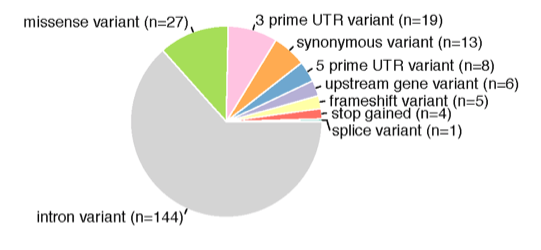 missense variant (n=27)
3 prime UTR variant (n=19)
synonymous variant (n=13)
5 prime UTR variant (n=8)
upstream gene variant (n=6)
frameshift variant (n=5)
stop gained (n=4)
splice variant (n=1)
intron variant (n=144)